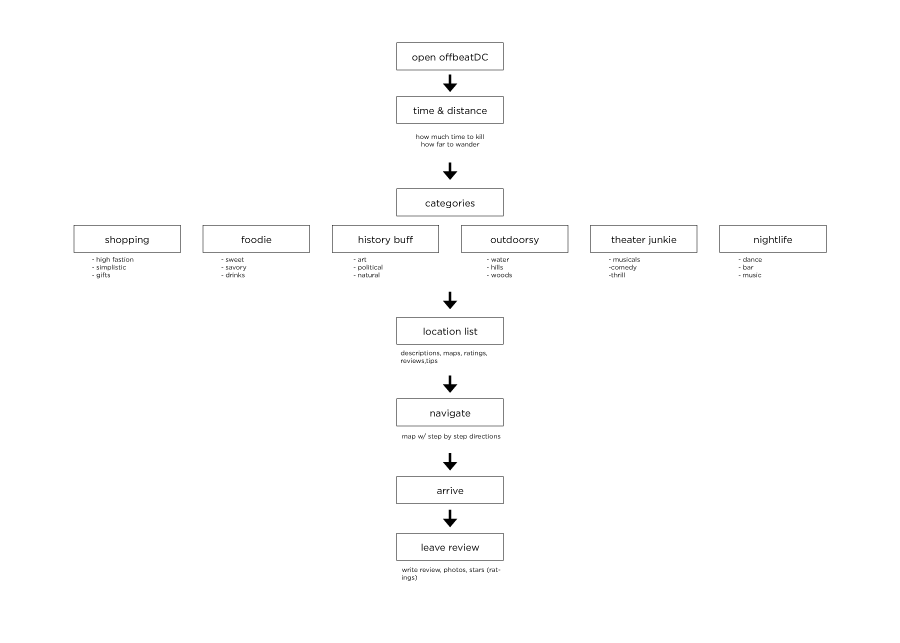 open offbeatDC
time & distance
how much time to kill
how far to wander
categories
shopping
foodie
history buff
outdoorsy
theater junkie
nightlife
- high fastion
- simplistic
- gifts
- sweet
- savory
- drinks
- art
- political
- natural
- water
- hills
- woods
- musicals
-comedy
-thrill
- dance
- bar
- music
location list
descriptions, maps, ratings,
reviews,tips
navigate
map w/ step by step directions
arrive
leave review
write review, photos, stars (rat-
ings)